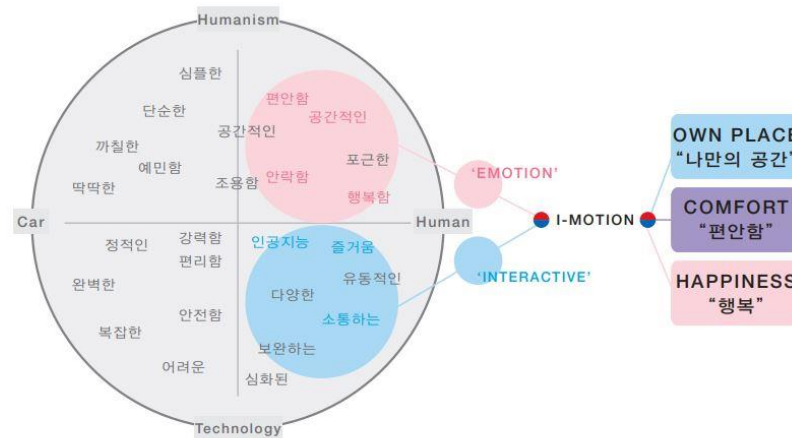 Humanism
심플한
단순한
까칠한
예민함
딱딱한
공간적인
조용함
편안함
공간적인
포근한
안락함
행복함
Car
Human
정적인
강력함
편리함
완벽한
안전함
복잡한
어려운
인공지능
즐거움
유동적인
다양한
소통하는
보완하는
심화된
Technology
'EMOTION'
'INTERACTIVE'
I-MOTION
OWN PLACE
“나만의 공간”
COMFORT
“편안함”
HAPPINESS
“행복”